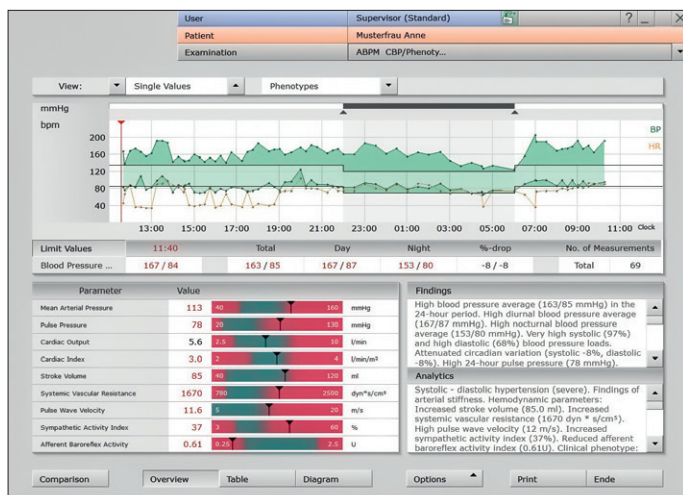 User Supervisor (Standard) ? _ X
Patient Musterfrau Anne
Examination ABPM CBP/Phenoty...
View: Single Values Phenotypes
mmHg
bpm
BP
HR
200
160
120
80
40
13:00 15:00 17:00 19:00 21:00 23:00 01:00 03:00 05:00 07:00 09:00 11:00 Clock
Limit Values 11:40 Total Day Night %-drop No. of Measurements
Blood Pressure ... 167 / 84 163 / 85 167 / 87 153 / 80 -8 / -8 Total 69
Parameter Value
Mean Arterial Pressure 113 40 160 mmHg
Pulse Pressure 78 20 130 mmHg
Cardiac Output 5.6 2.5 10 l/min
Cardiac Index 3.0 2 4 l/min/m²
Stroke Volume 85 40 120 ml
Systemic Vascular Resistance 1670 700 2500 dyn*s/cm⁵
Pulse Wave Velocity 11.6 5 20 m/s
Sympathetic Activity Index 37 3 60 %
Afferent Baroreflex Activity 0.61 0.25 2.5 U
Findings
High blood pressure average (163/85 mmHg) in the
24-hour period. High diurnal blood pressure average
(167/87 mmHg). High nocturnal blood pressure
average (153/80 mmHg). Very high systolic (97%)
and high diastolic (68%) blood pressure loads.
Attenuated circadian variation (systolic -8%, diastolic
-8%). High 24-hour pulse pressure (78 mmHg).
Analytics
Systolic - diastolic hypertension (severe). Findings of
arterial stiffness. Hemodynamic parameters:
Increased stroke volume (85.0 ml). Increased
systemic vascular resistance (1670 dyn * s/cm⁵).
High pulse wave velocity (12 m/s). Increased
sympathetic activity index (37%). Reduced afferent
baroreflex activity index (0.61U). Clinical phenotype:
Comparison Overview Table Diagram Options Print Ende